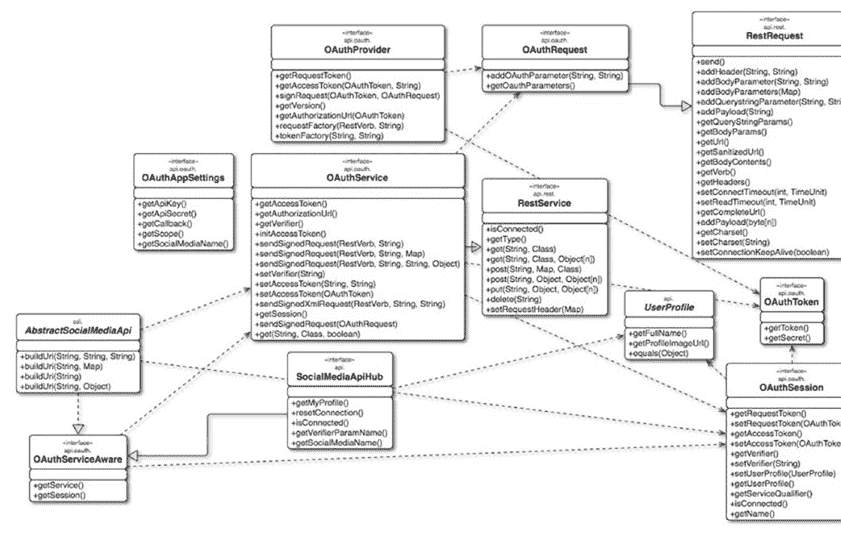 «interface»
api.oauth.
OAuthProvider
+getRequestToken()
+getAccessToken(OAuthToken, String)
+signRequest(OAuthToken, OAuthRequest)
+getVersion()
+getAuthorizationUrl(OAuthToken)
+requestFactory(RestVerb, String)
+tokenFactory(String, String)
«interface»
api.oauth.
OAuthRequest
+addOAuthParameter(String, String)
+getOauthParameters()
«interface»
api.rest.
RestRequest
+send()
+addHeader(String, String)
+addBodyParameter(String, String)
+addBodyParameters(Map)
+addQuerystringParameter(String, Str
+addPayload(String)
+getQueryStringParams()
+getBodyParams()
+getUrl()
+getSanitizedUrl()
+getBodyContents()
+getVerb()
+getHeaders()
+setConnectTimeout(int, TimeUnit)
+setReadTimeout(int, TimeUnit)
+getCompleteUrl()
+addPayload(byte[n])
+getCharset()
+setCharset(String)
+setConnectionKeepAlive(boolean)
«interface»
api.oauth.
OAuthAppSettings
+getApiKey()
+getApiSecret()
+getCallback()
+getScope()
+getSocialMediaName()
«interface»
api.oauth.
OAuthService
+getAccessToken()
+getAuthorizationUrl()
+getVerifier()
+initAccessToken()
+sendSignedRequest(RestVerb, String)
+sendSignedRequest(RestVerb, String, Map)
+sendSignedRequest(RestVerb, String, String, Object)
+setVerifier(String)
+setAccessToken(String, String)
+setAccessToken(OAuthToken)
+sendSignedXmlRequest(RestVerb, String, String)
+getSession()
+sendSignedRequest(OAuthRequest)
+get(String, Class, boolean)
«interface»
api.rest.
RestService
+isConnected()
+getType()
+get(String, Class)
+get(String, Class, Object[n])
+post(String, Map, Class)
+post(String, Object, Object[n])
+put(String, Object, Object[n])
+delete(String)
+setRequestHeader(Map)
«interface»
api.oauth.
OAuthToken
+getToken()
+getSecret()
api.
UserProfile
+getFullName()
+getProfileImageUrl()
+equals(Object)
AbstractSocialMediaApi
+buildUri(String, String, String)
+buildUri(String, Map)
+buildUri(String)
+buildUri(String, Object)
«interface»
api.
SocialMediaApiHub
+getMyProfile()
+resetConnection()
+isConnected()
+getVerifierParamName()
+getSocialMediaName()
«interface»
api.oauth.
OAuthServiceAware
+getService()
+getSession()
«interface»
api.oauth.
OAuthSession
+getRequestToken()
+setRequestToken(OAuthTok
+getAccessToken()
+setAccessToken(OAuthToke
+getVerifier()
+setVerifier(String)
+setUserProfile(UserProfile)
+getUserProfile()
+getServiceQualifier()
+isConnected()
+getName()